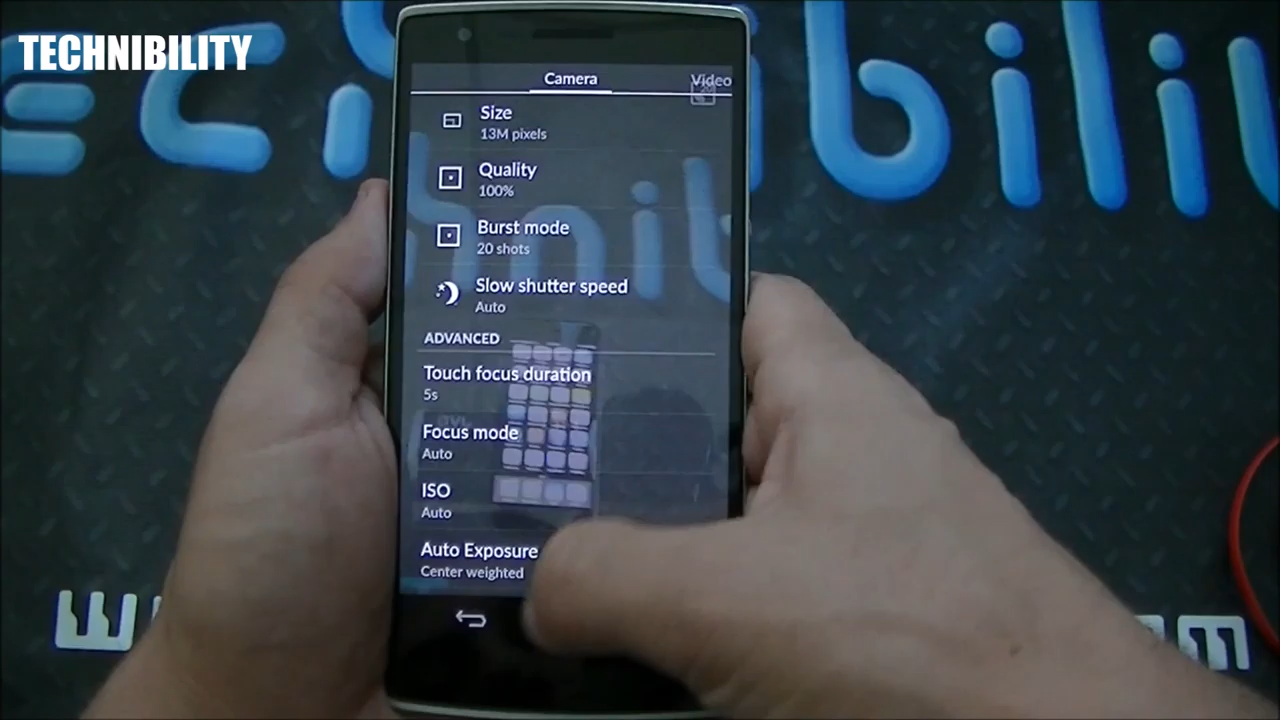 TECHNIBILITY
Camera
Video
Size
13M pixels
Quality
100%
Burst mode
20 shots
Slow shutter speed
Auto
ADVANCED
Touch focus duration
5s
Focus mode
Auto
ISO
Auto
Auto Exposure
Center weighted